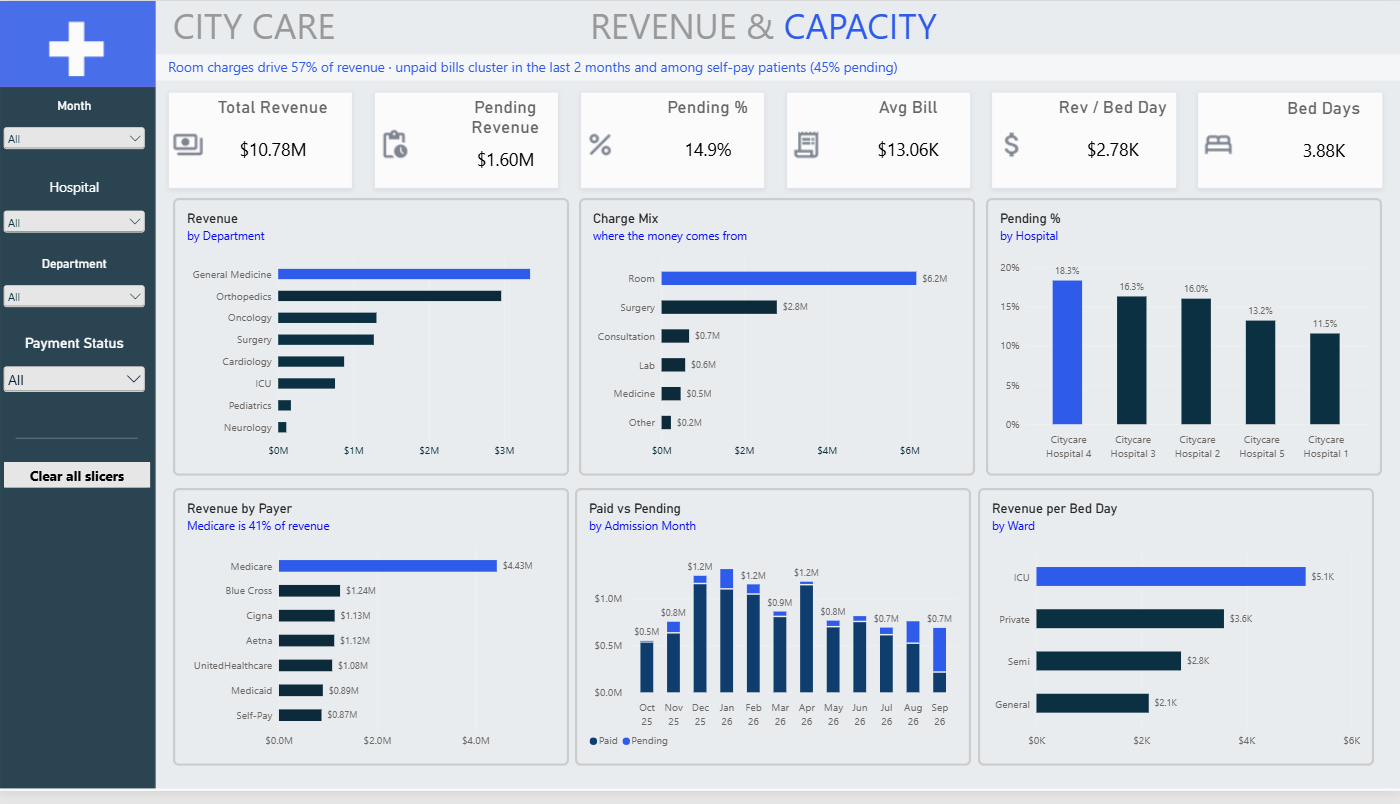 CITY CARE
REVENUE & CAPACITY
Room charges drive 57% of revenue · unpaid bills cluster in the last 2 months and among self-pay patients (45% pending)
Month
All
Hospital
All
Department
All
Payment Status
All
Clear all slicers
Total Revenue
$10.78M
Pending
Revenue
$1.60M
Pending %
14.9%
Avg Bill
$13.06K
Rev / Bed Day
$2.78K
Bed Days
3.88K
Revenue
by Department
General Medicine
Orthopedics
Oncology
Surgery
Cardiology
ICU
Pediatrics
Neurology
$0M $1M $2M $3M
Charge Mix
where the money comes from
Room $6.2M
Surgery $2.8M
Consultation $0.7M
Lab $0.6M
Medicine $0.5M
Other $0.2M
$0M $2M $4M $6M
Pending %
by Hospital
20%
15%
10%
5%
0%
18.3% 16.3% 16.0% 13.2% 11.5%
Citycare Citycare Citycare Citycare Citycare
Hospital 4 Hospital 3 Hospital 2 Hospital 5 Hospital 1
Revenue by Payer
Medicare is 41% of revenue
Medicare $4.43M
Blue Cross $1.24M
Cigna $1.13M
Aetna $1.12M
UnitedHealthcare $1.08M
Medicaid $0.89M
Self-Pay $0.87M
$0.0M $2.0M $4.0M
Paid vs Pending
by Admission Month
$1.0M
$0.5M
$0.0M
$0.5M $0.8M $1.2M $1.2M $0.9M $1.2M $0.8M $0.7M $0.7M
Oct Nov Dec Jan Feb Mar Apr May Jun Jul Aug Sep
25 25 25 26 26 26 26 26 26 26 26 26
Paid Pending
Revenue per Bed Day
by Ward
ICU $5.1K
Private $3.6K
Semi $2.8K
General $2.1K
$0K $2K $4K $6K